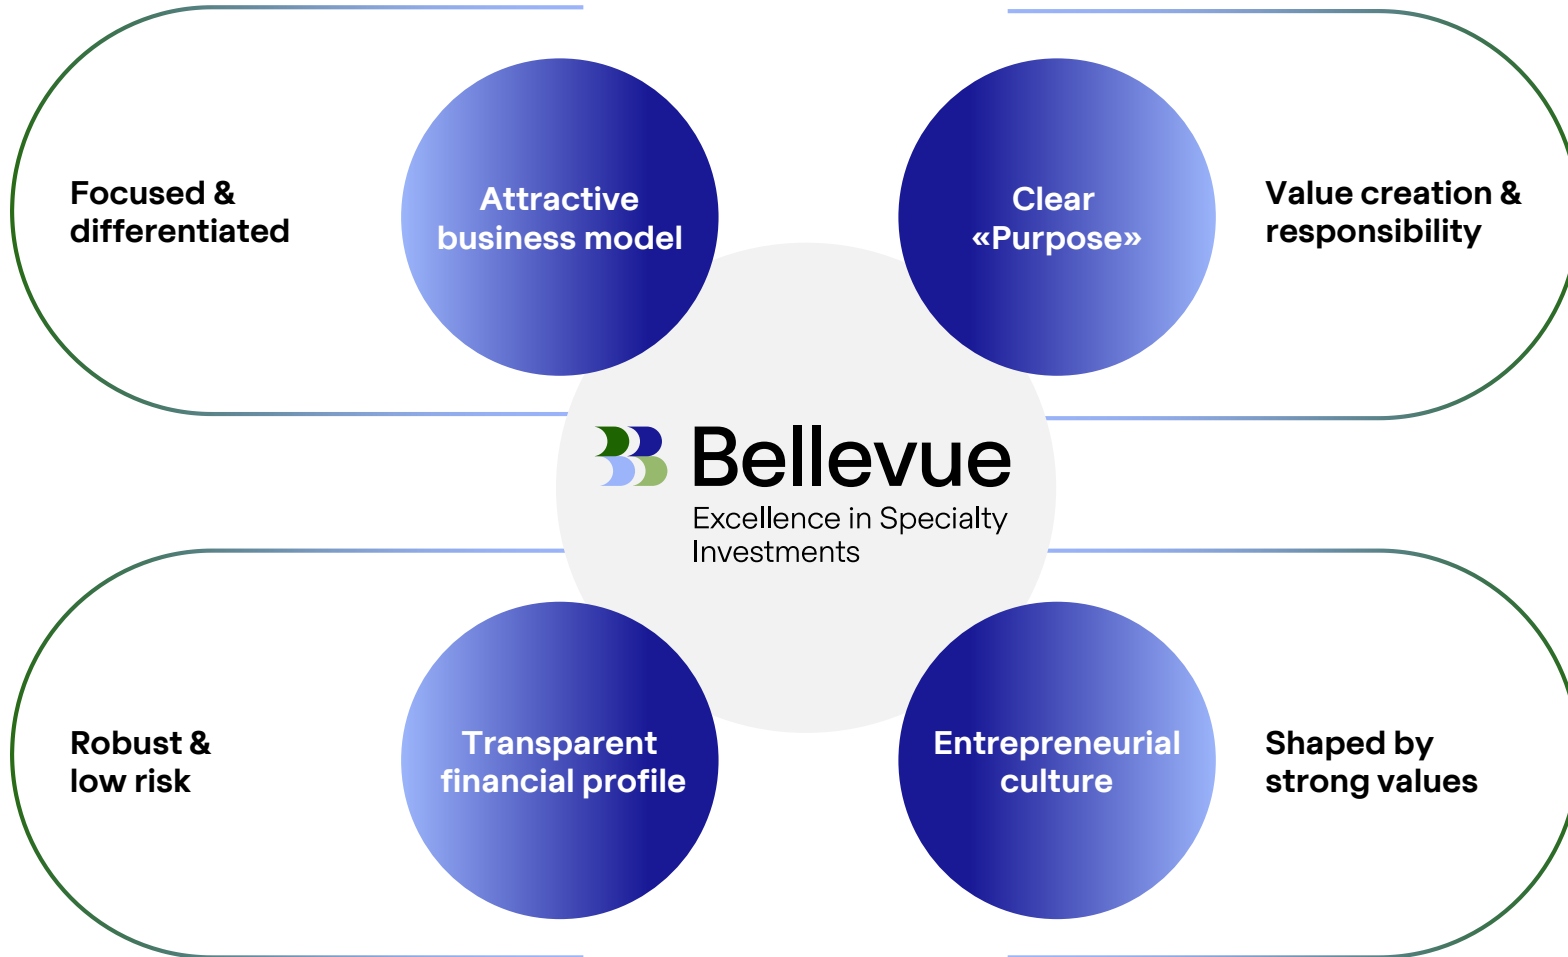 Focused &
differentiated
Attractive
business model
Clear
«Purpose»
Value creation &
responsibility
Bellevue
Excellence in Specialty
Investments
Robust &
low risk
Transparent
financial profile
Entrepreneurial
culture
Shaped by
strong values